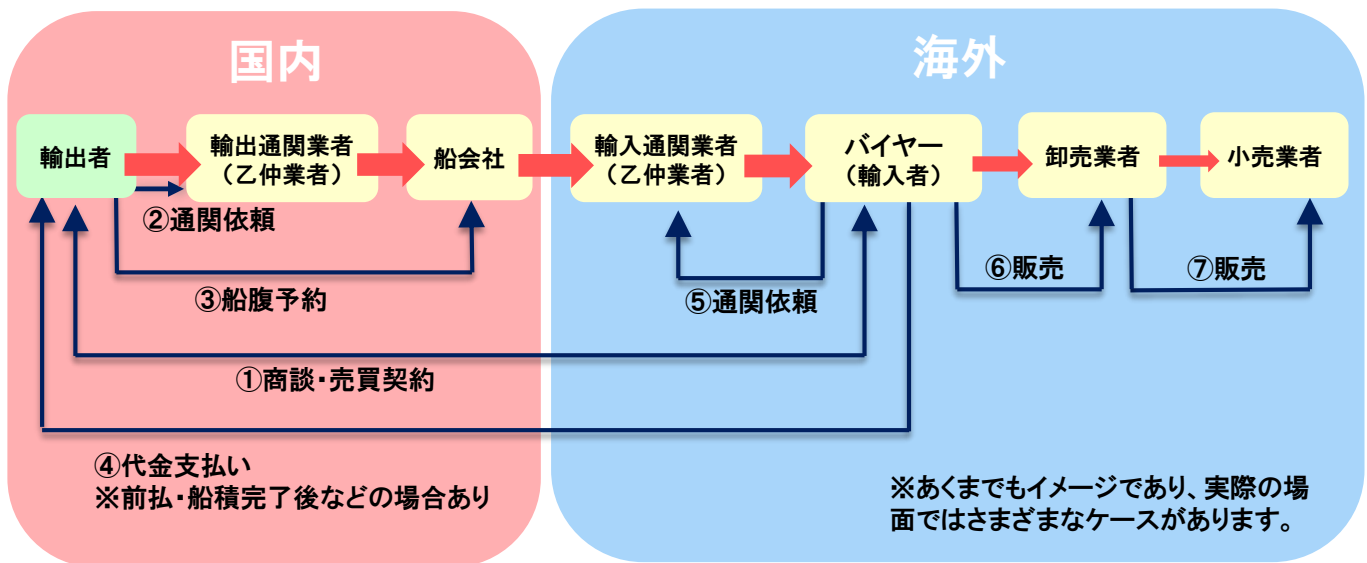 国内
海外
輸出者
輸出通関業者
（乙仲業者）
船会社
輸入通関業者
（乙仲業者）
バイヤー
（輸入者）
卸売業者
小売業者
②通関依頼
③船腹予約
⑤通関依頼
⑥販売
⑦販売
①商談・売買契約
④代金支払い
※前払・船積完了後などの場合あり
※あくまでもイメージであり、実際の場
面ではさまざまなケースがあります。